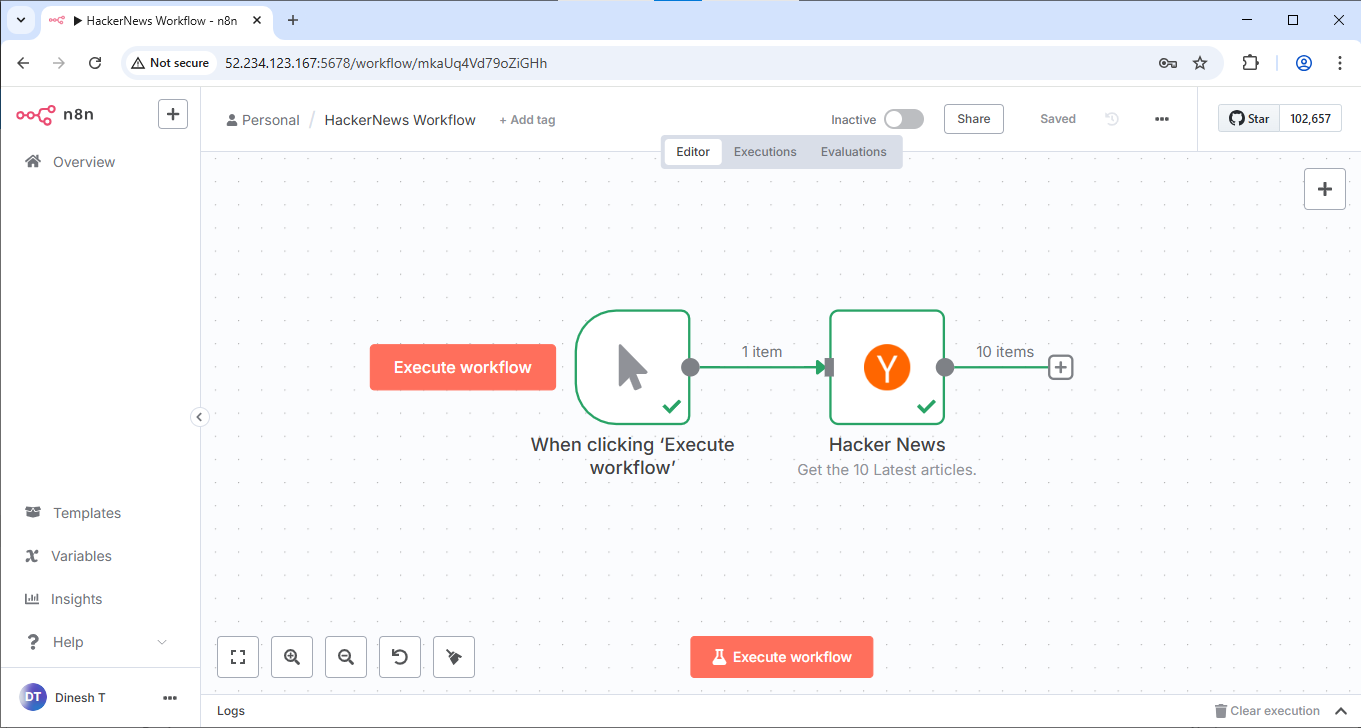 HackerNews Workflow - n8n
Not secure
52.234.123.167:5678/workflow/mkaUq4Vd79oZiGHh
n8n
Personal / HackerNews Workflow + Add tag
Inactive
Share
Saved
Star 102,657
Overview
Editor Executions Evaluations
Execute workflow
1 item
Y
10 items
When clicking ‘Execute
workflow’
Hacker News
Get the 10 Latest articles.
Templates
Variables
Insights
? Help
Execute workflow
DT Dinesh T
Logs
Clear execution